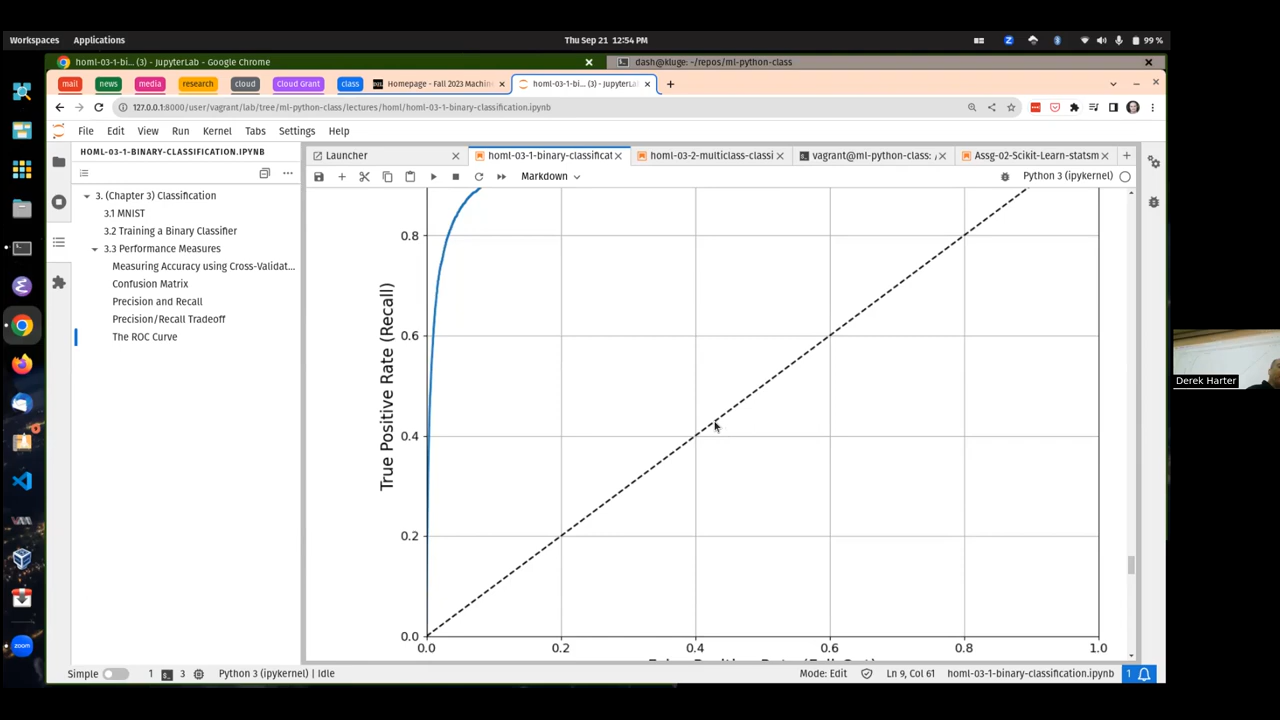 Workspaces Applications Thu Sep 21 12:54 PM 99 %
homl-03-1-bi... (3) - JupyterLab - Google Chrome dash@kluge: ~/repos/ml-python-class
mail news media research cloud Cloud Grant class Homepage - Fall 2023 Machin homl-03-1-bi... (3) - JupyterLa
127.0.0.1:8000/user/vagrant/lab/tree/ml-python-class/lectures/homl/homl-03-1-binary-classification.ipynb
File Edit View Run Kernel Tabs Settings Help
HOML-03-1-BINARY-CLASSIFICATION.IPYNB
Launcher homl-03-1-binary-classificat homl-03-2-multiclass-classi vagrant@ml-python-class: / Assg-02-Scikit-Learn-statsm
Markdown Python 3 (ipykernel)
3. (Chapter 3) Classification
3.1 MNIST
3.2 Training a Binary Classifier
3.3 Performance Measures
Measuring Accuracy using Cross-Validat...
Confusion Matrix
Precision and Recall
Precision/Recall Tradeoff
The ROC Curve
True Positive Rate (Recall)
0.8
0.6
0.4
0.2
0.0
0.0 0.2 0.4 0.6 0.8 1.0
Derek Harter
zoom
Simple 1 3 Python 3 (ipykernel) | Idle Mode: Edit Ln 9, Col 61 homl-03-1-binary-classification.ipynb 1